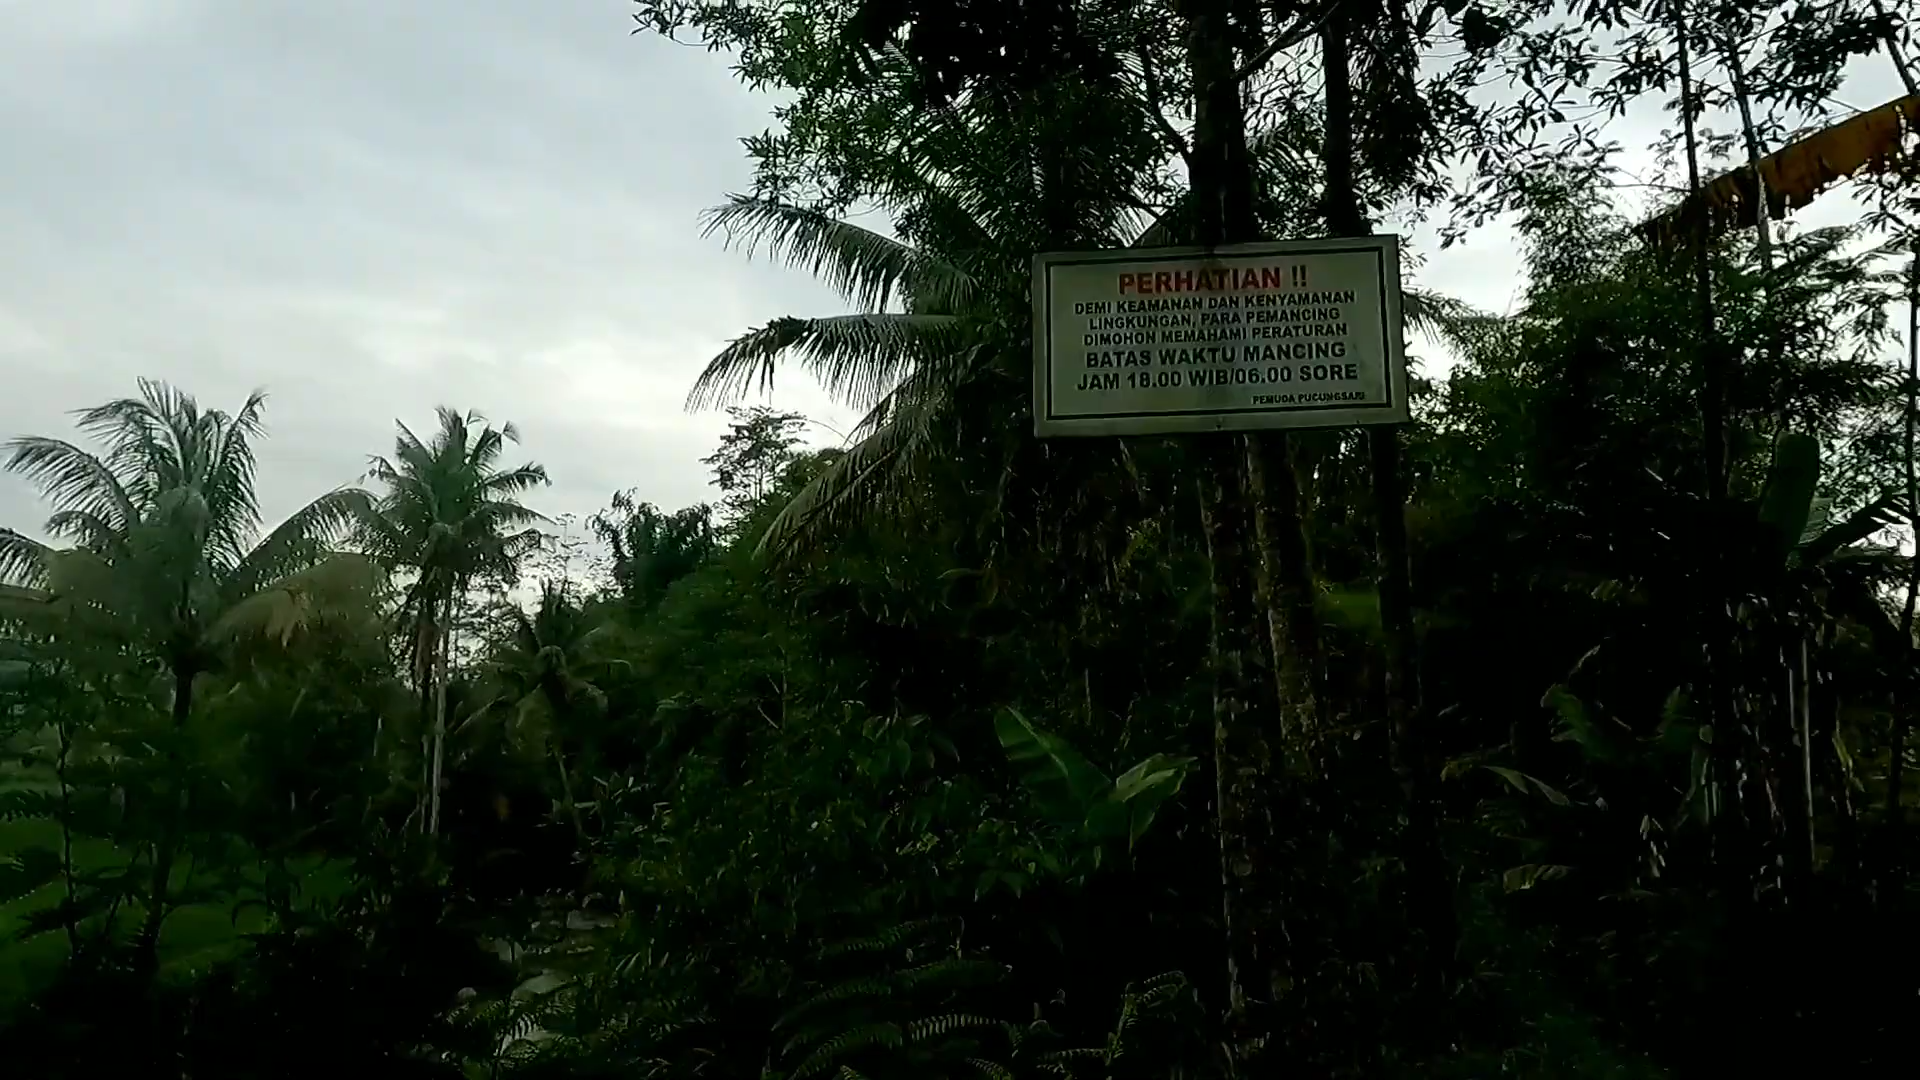 PERHATIAN !!
DEMI KEAMANAN DAN KENYAMANAN
LINGKUNGAN, PARA PEMANCING
DIMOHON MEMAHAMI PERATURAN
BATAS WAKTU MANCING
JAM 18.00 WIB/06.00 SORE
PEMUDA PUCUNGSARI